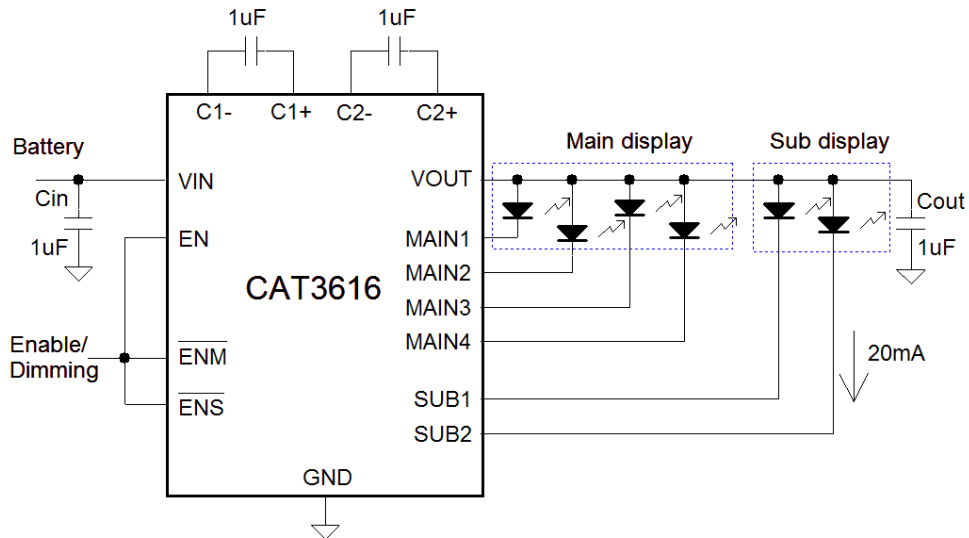 1uF
1uF
C1-
C1+
C2-
C2+
Battery
Main display
Sub display
VIN
VOUT
Cin
Cout
1uF
EN
MAIN1
1uF
MAIN2
CAT3616
MAIN3
Enable/
Dimming
ENM
MAIN4
20mA
ENS
SUB1
SUB2
GND